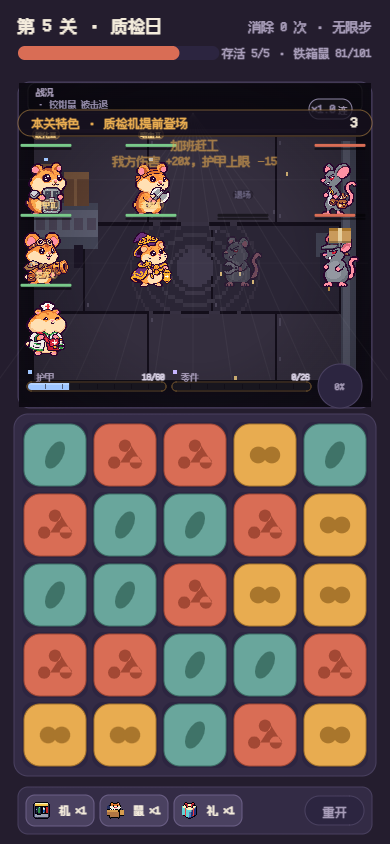 第 5 关 · 质检日
消除 0 次 · 无限步
存活 5/5 · 铁箱鼠 81/101
战况
本关特色 · 质检机提前登场
3
加班赶工
我方伤害 +20%，护甲上限 -15
退场
护甲
18/60
零件
0/26
0%
机 ×1
鼠 ×1
礼 ×1
重开